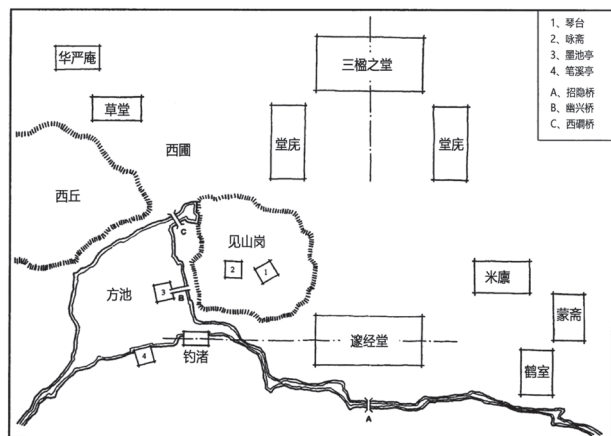 1、琴台
2、咏斋
3、墨池亭
4、笔溪亭
A、招隐桥
B、幽兴桥
C、西磵桥
华严庵
三楹之堂
草堂
堂庑
堂庑
西圃
西丘
C
见山岗
2
1
米廪
方池
3
B
蒙斋
邃经堂
4
钓渚
鹤室
A